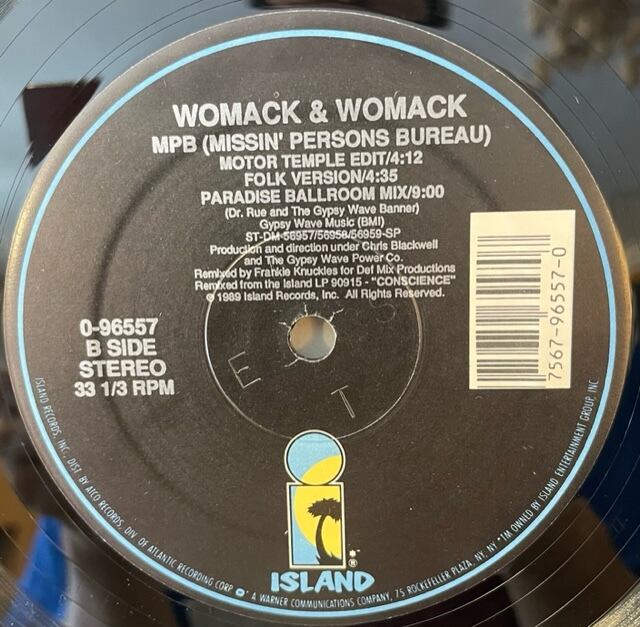 WOMACK & WOMACK
MPB (MISSIN' PERSONS BUREAU)
MOTOR TEMPLE EDIT/4:12
FOLK VERSION/4:35
PARADISE BALLROOM MIX/9:00
(Dr. Rue and The Gypsy Wave Banner)
Gypsy Wave Music (BMI)
ST-DM-56957/56958/56959-SP
Production and direction under Chris Blackwell
and The Gypsy Wave Power Co.
Remixed by Frankie Knuckles for Def Mix Productions
Remixed from the Island LP 90915 - "CONSCIENCE"
℗ 1989 Island Records, Inc. All Rights Reserved.
0-96557
B SIDE
STEREO
33 1/3 RPM
7567-96557-0
E
T
S
ISLAND
®
ISLAND RECORDS, INC. DIST. BY ATCO RECORDS, DIV. OF ATLANTIC RECORDING CORP. A WARNER COMMUNICATIONS COMPANY, 75 ROCKEFELLER PLAZA, NY, NY *TM OWNED BY ISLAND ENTERTAINMENT GROUP, INC